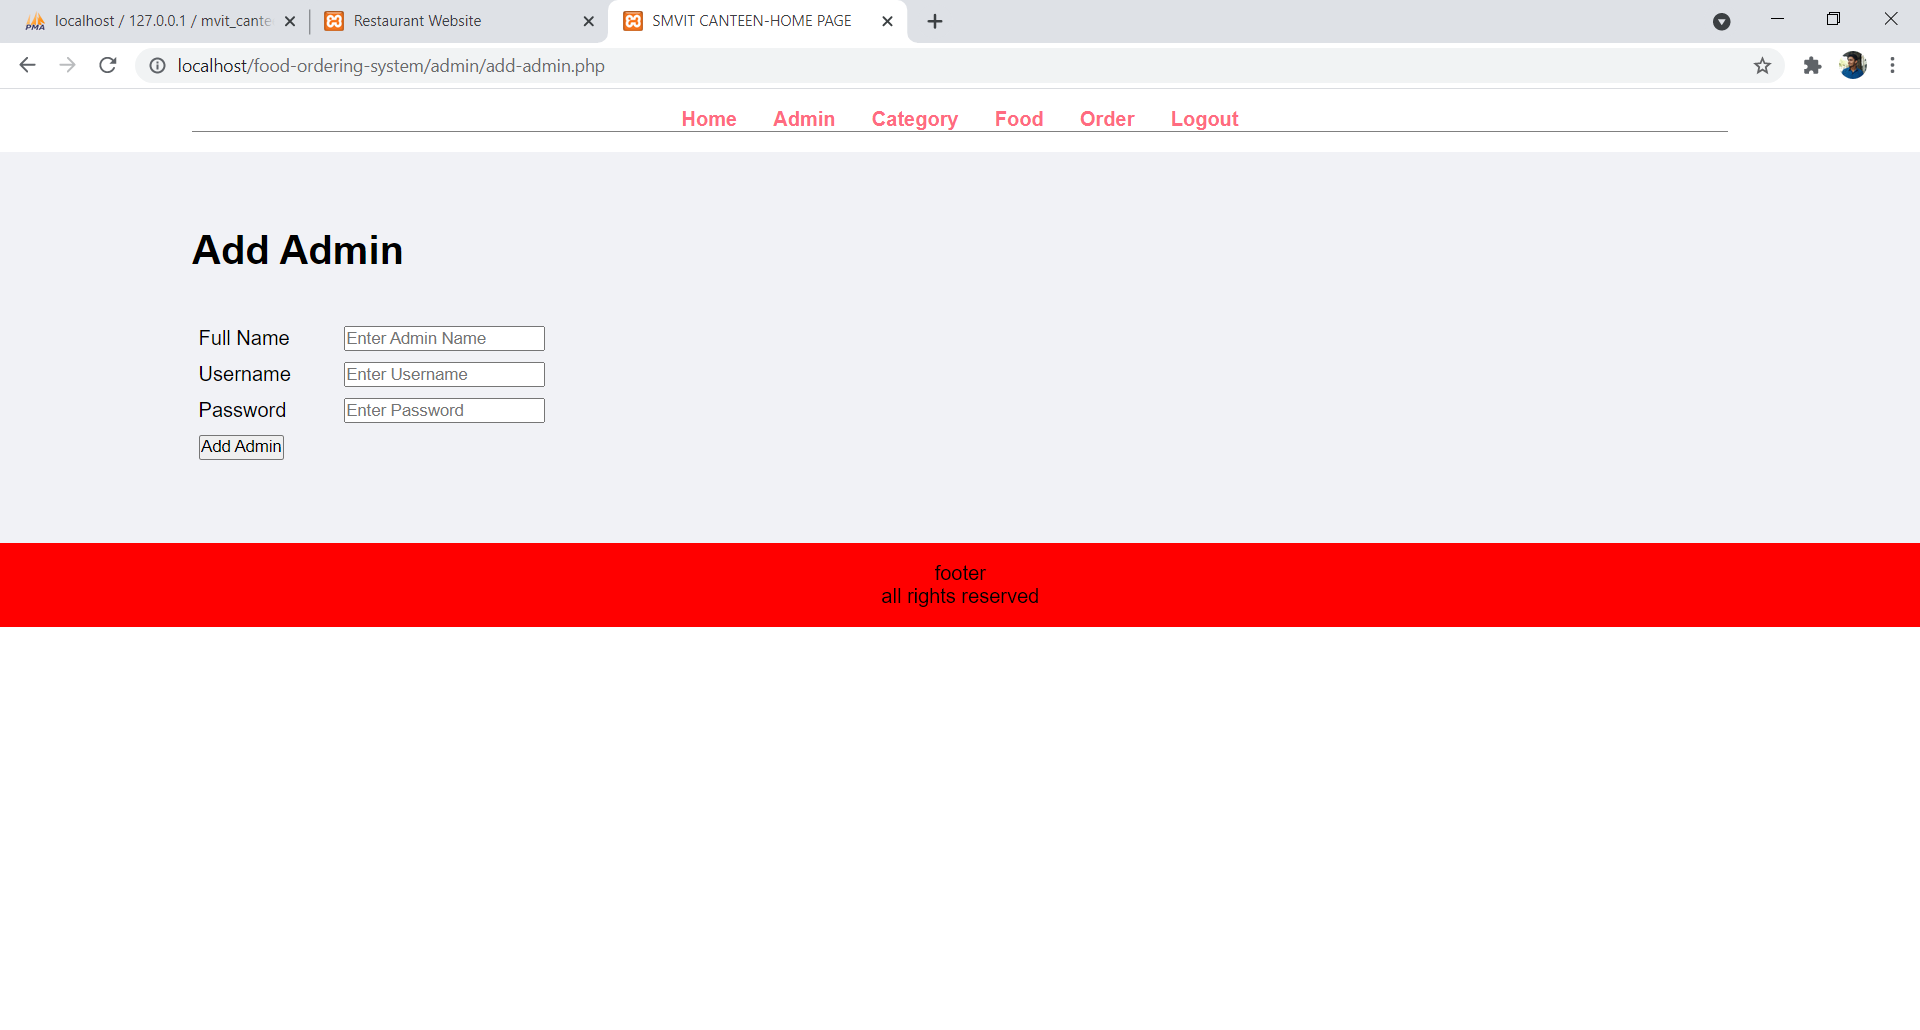 PMA localhost / 127.0.0.1 / mvit_cante
Restaurant Website
SMVIT CANTEEN-HOME PAGE
localhost/food-ordering-system/admin/add-admin.php
Home Admin Category Food Order Logout
Add Admin
Full Name Enter Admin Name
Username Enter Username
Password Enter Password
Add Admin
footer
all rights reserved